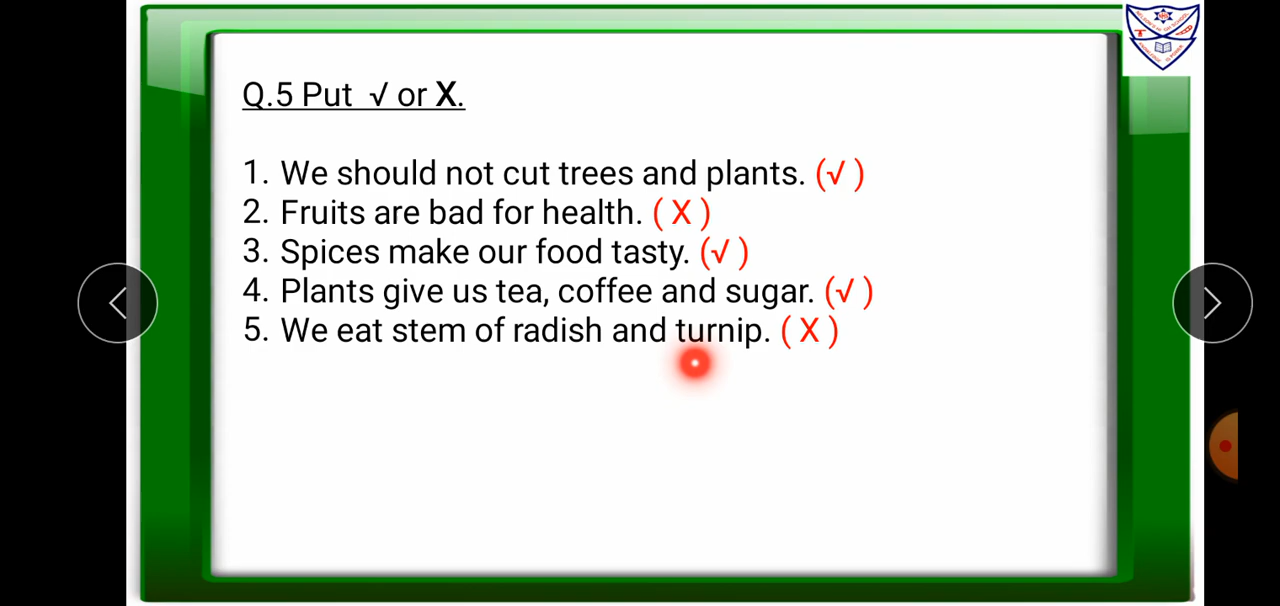 Q.5 Put √ or X.
1. We should not cut trees and plants. (√ )
2. Fruits are bad for health. ( X )
3. Spices make our food tasty. (√ )
4. Plants give us tea, coffee and sugar. (√ )
5. We eat stem of radish and turnip. ( X )